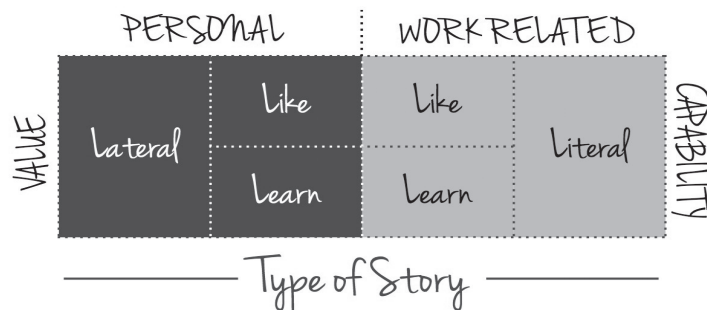 PERSONAL
WORK RELATED
VALUE
Lateral
Like
Learn
Like
Learn
Literal
CAPABILITY
Type of Story